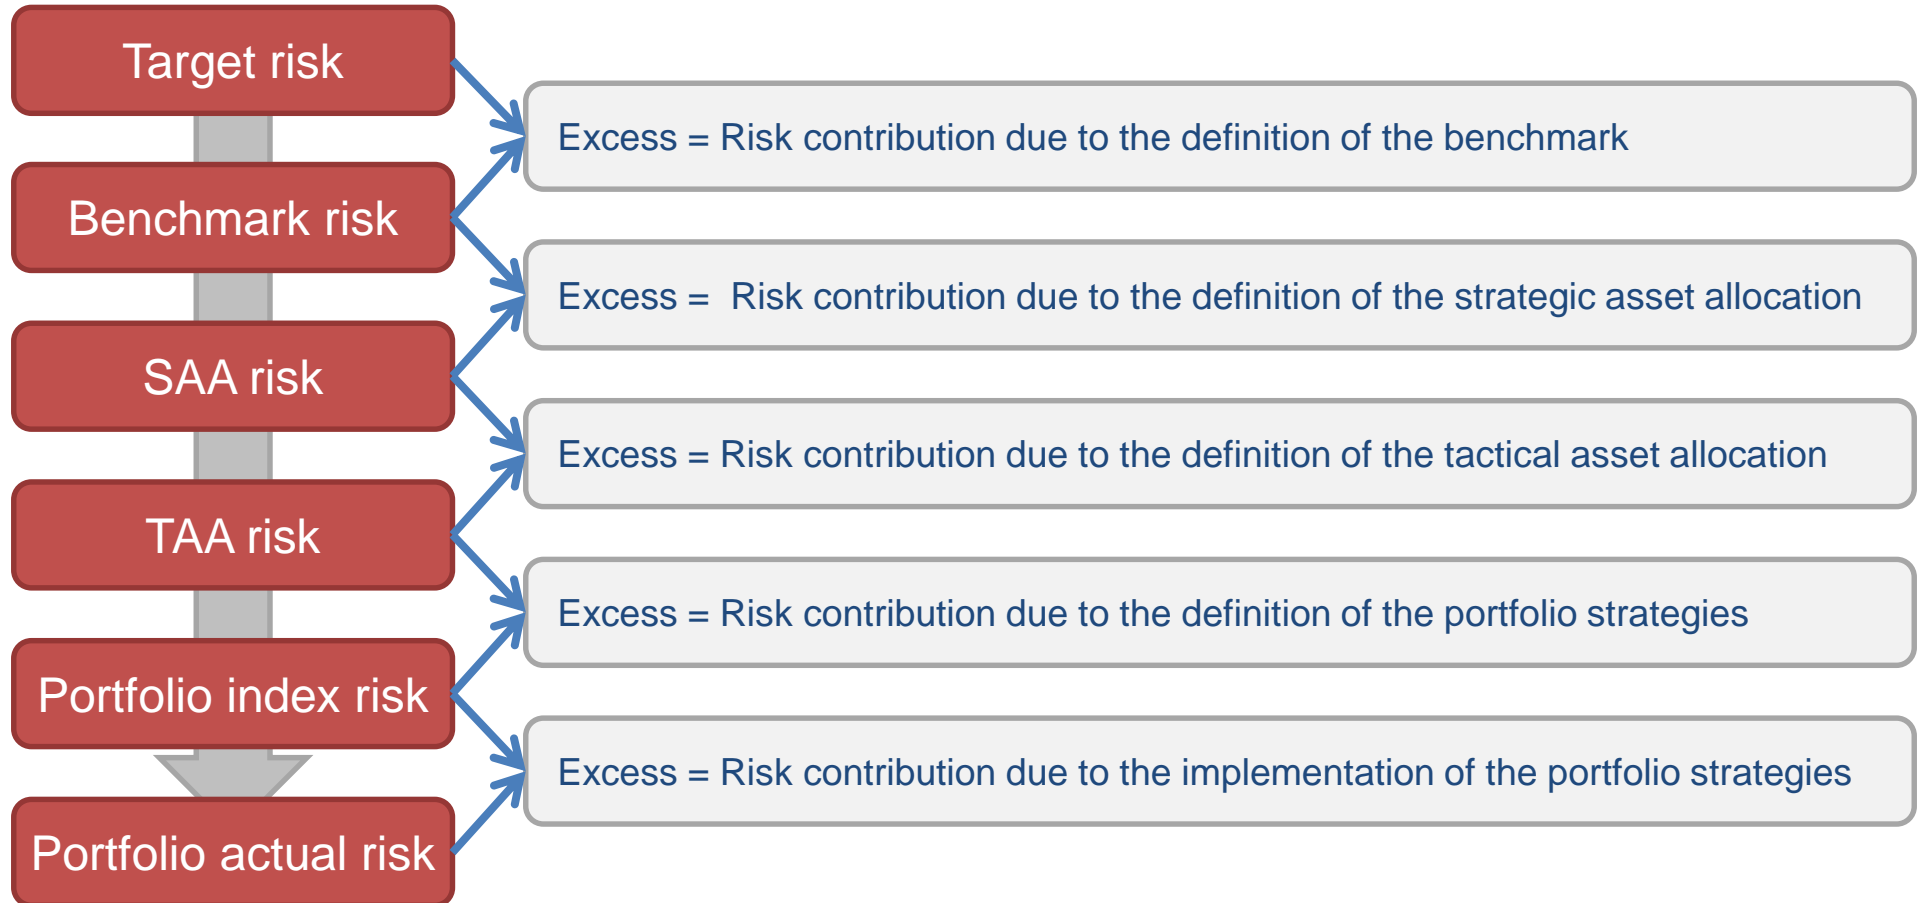 Target risk
Excess = Risk contribution due to the definition of the benchmark
Benchmark risk
Excess =  Risk contribution due to the definition of the strategic asset allocation
SAA risk
Excess = Risk contribution due to the definition of the tactical asset allocation
TAA risk
Excess = Risk contribution due to the definition of the portfolio strategies
Portfolio index risk
Excess = Risk contribution due to the implementation of the portfolio strategies
Portfolio actual risk